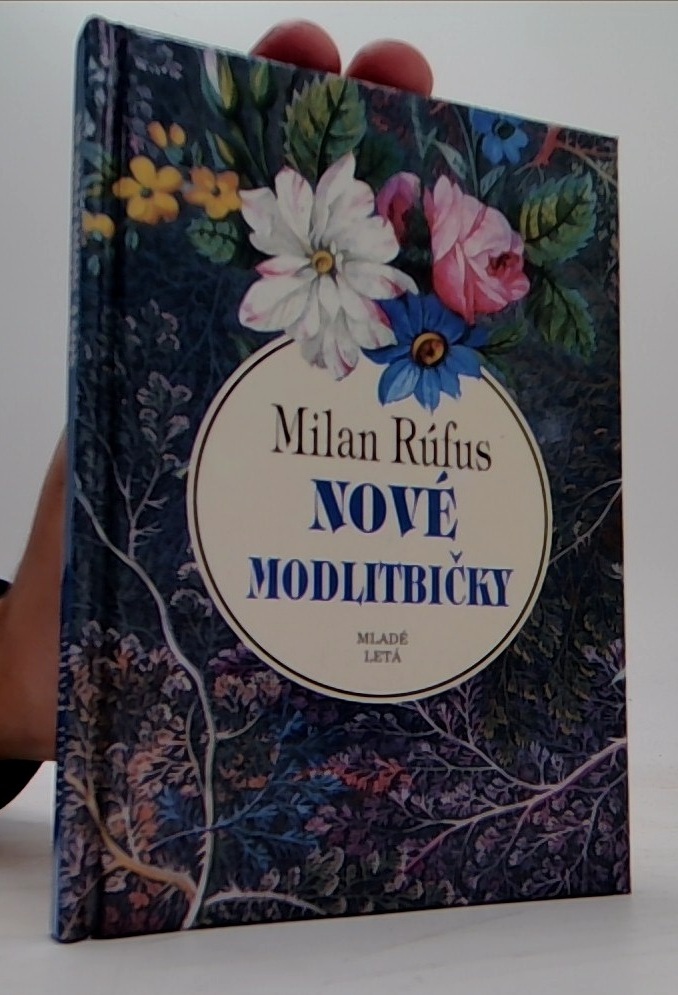 Milan Rúfus
NOVÉ
MODLITBIČKY
MLADÉ
LETÁ